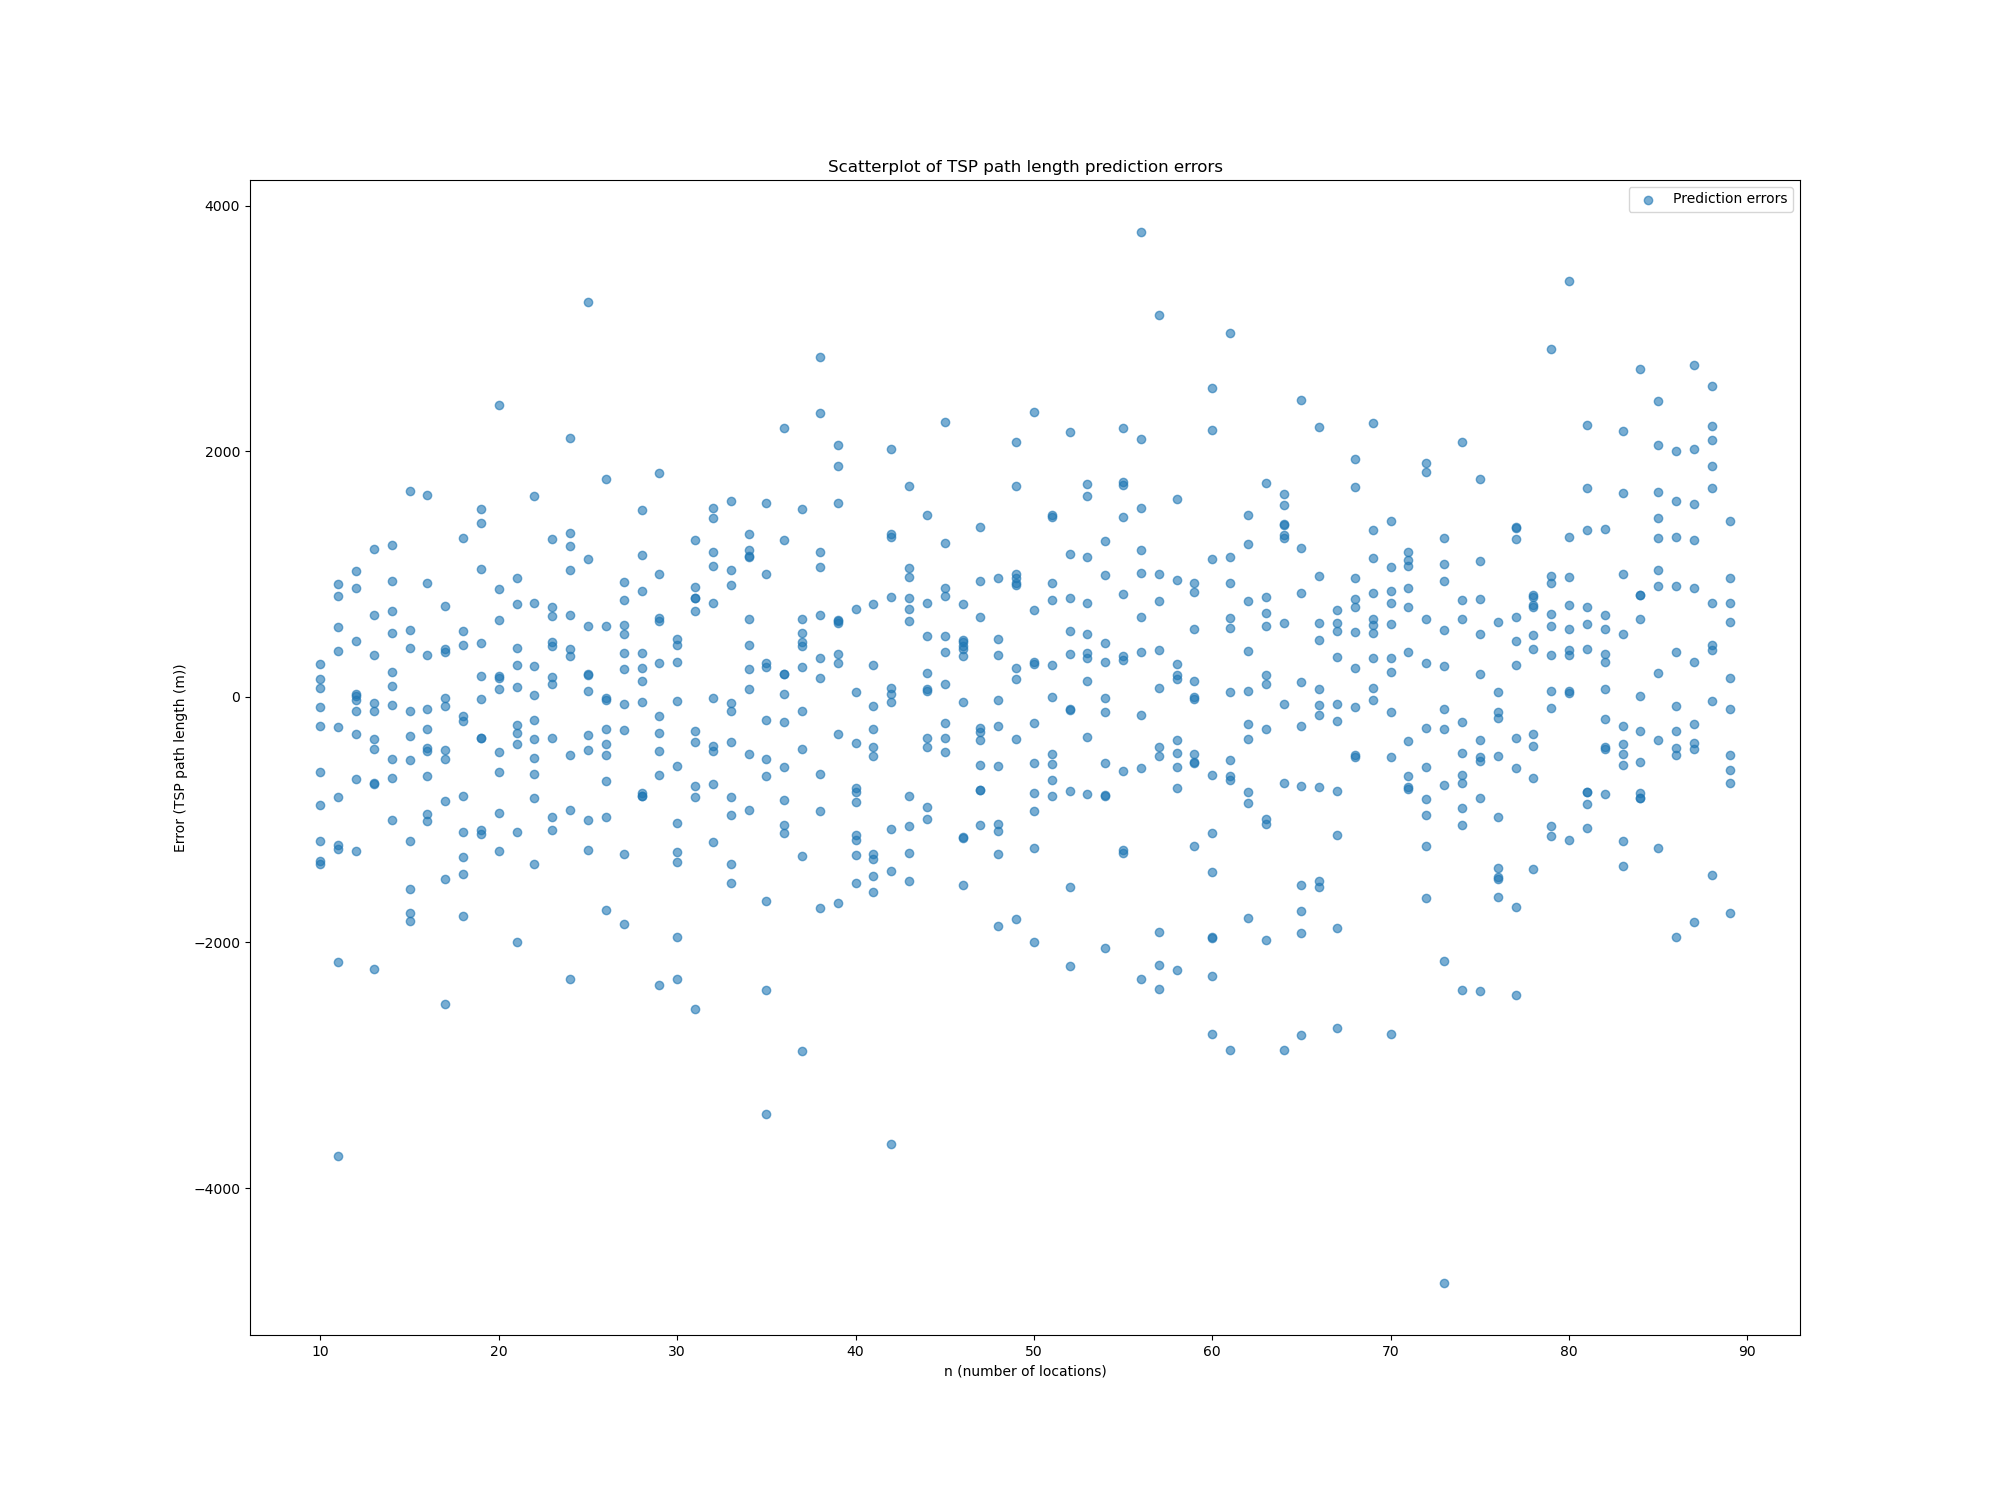 Scatterplot of TSP path length prediction errors
Prediction errors
4000
2000
0
−2000
−4000
Error (TSP path length (m))
10 20 30 40 50 60 70 80 90
n (number of locations)